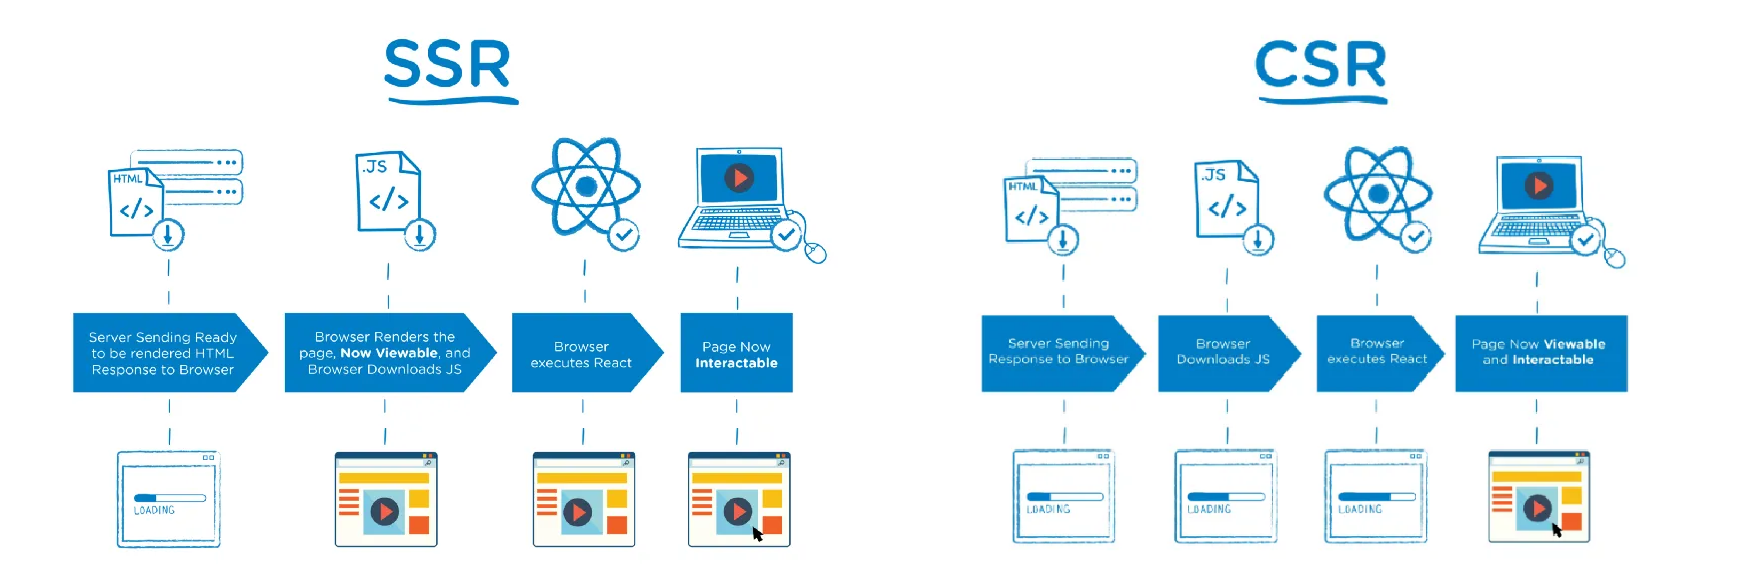 SSR
HTML
</>
.JS
</>
Server Sending Ready
to be rendered HTML
Response to Browser
Browser Renders the
page, Now Viewable, and
Browser Downloads JS
Browser
executes React
Page Now
Interactable
LOADING
CSR
HTML
</>
.JS
</>
Server Sending
Response to Browser
Browser
Downloads JS
Browser
executes React
Page Now Viewable
and Interactable
LOADING
LOADING
LOADING